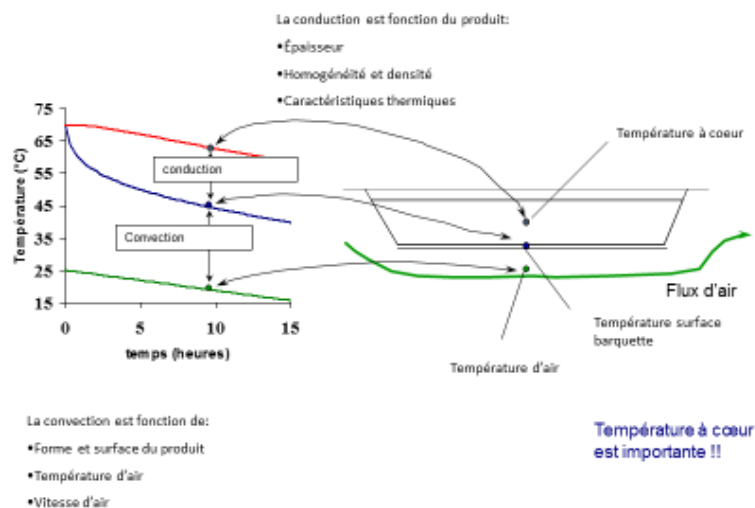 La conduction est fonction du produit:
•Épaisseur
•Homogénéité et densité
•Caractéristiques thermiques
Température (°C)
75
65
55
45
35
25
15
0
5
10
15
temps (heures)
conduction
Convection
Température à coeur
Flux d'air
Température surface
barquette
Température d'air
La convection est fonction de:
•Forme et surface du produit
•Température d'air
•Vitesse d'air
Température à cœur
est importante !!